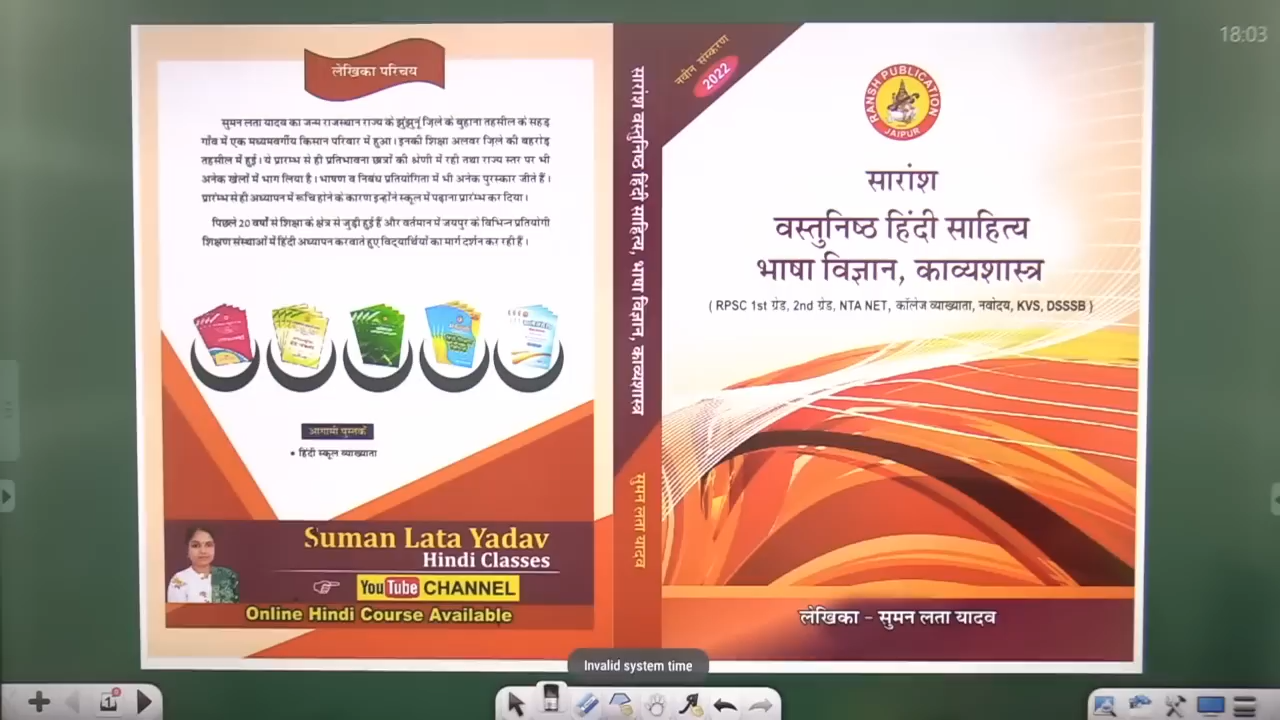 18:03
लेखिका परिचय
सुमन लता यादव का जन्म राजस्थान राज्य के झुंझुनूं ज़िले के बुहाना तहसील के सहड़
गाँव में एक मध्यमवर्गीय किसान परिवार में हुआ। इनकी शिक्षा अलवर ज़िले की बहरोड़
तहसील में हुई। ये प्रारम्भ से ही प्रतिभावना छात्रों की श्रेणी में रही तथा राज्य स्तर पर भी
अनेक खेलों में भाग लिया है। भाषण व निबंध प्रतियोगिता में भी अनेक पुरस्कार जीते हैं।
प्रारंभ से ही अध्यापन में रूचि होने के कारण इन्होंने स्कूल में पढ़ाना प्रारंभ कर दिया।
पिछले 20 वर्षों से शिक्षा के क्षेत्र से जुड़ी हुई हैं और वर्तमान में जयपुर के विभिन्न प्रतियोगी
शिक्षण संस्थाओं में हिंदी अध्यापन करवाते हुए विद्यार्थियों का मार्ग दर्शन कर रही हैं।
आगामी पुस्तकें
• हिंदी स्कूल व्याख्याता
Suman Lata Yadav
Hindi Classes
YouTube CHANNEL
Online Hindi Course Available
सारांश वस्तुनिष्ठ हिंदी साहित्य, भाषा विज्ञान, काव्यशास्त्र
सुमन लता यादव
नवीन संस्करण
2022
RANSH PUBLICATION
JAIPUR
सारांश
वस्तुनिष्ठ हिंदी साहित्य
भाषा विज्ञान, काव्यशास्त्र
( RPSC 1st ग्रेड, 2nd ग्रेड, NTA NET, कॉलेज व्याख्याता, नवोदय, KVS, DSSSB )
लेखिका - सुमन लता यादव
Invalid system time
1